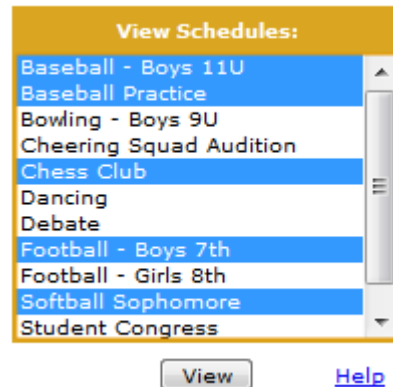 View Schedules:
Baseball - Boys 11U
Baseball Practice
Bowling - Boys 9U
Cheering Squad Audition
Chess Club
Dancing
Debate
Football - Boys 7th
Football - Girls 8th
Softball Sophomore
Student Congress
View Help